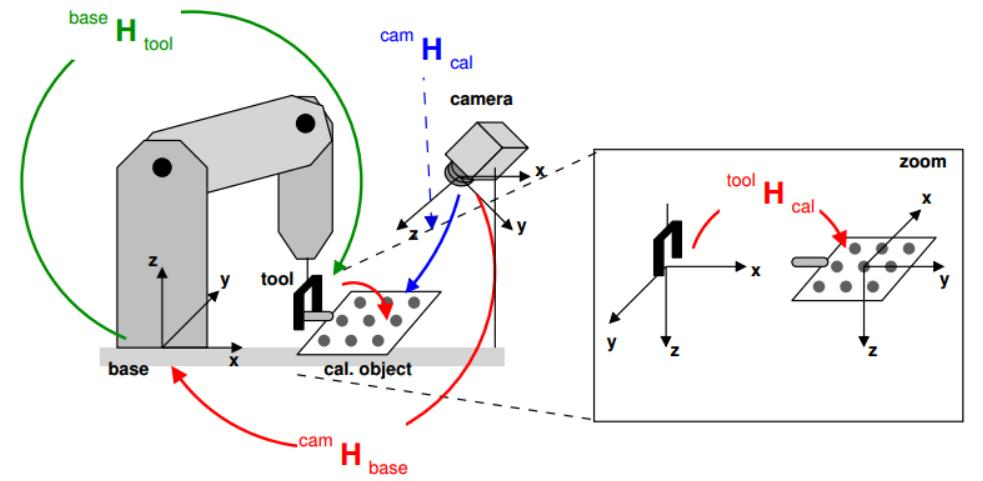 base H tool
cam H cal
camera
x
y
z
zoom
tool H cal
x
y
z
x
y
z
tool
z
y
x
base
cal. object
cam H base